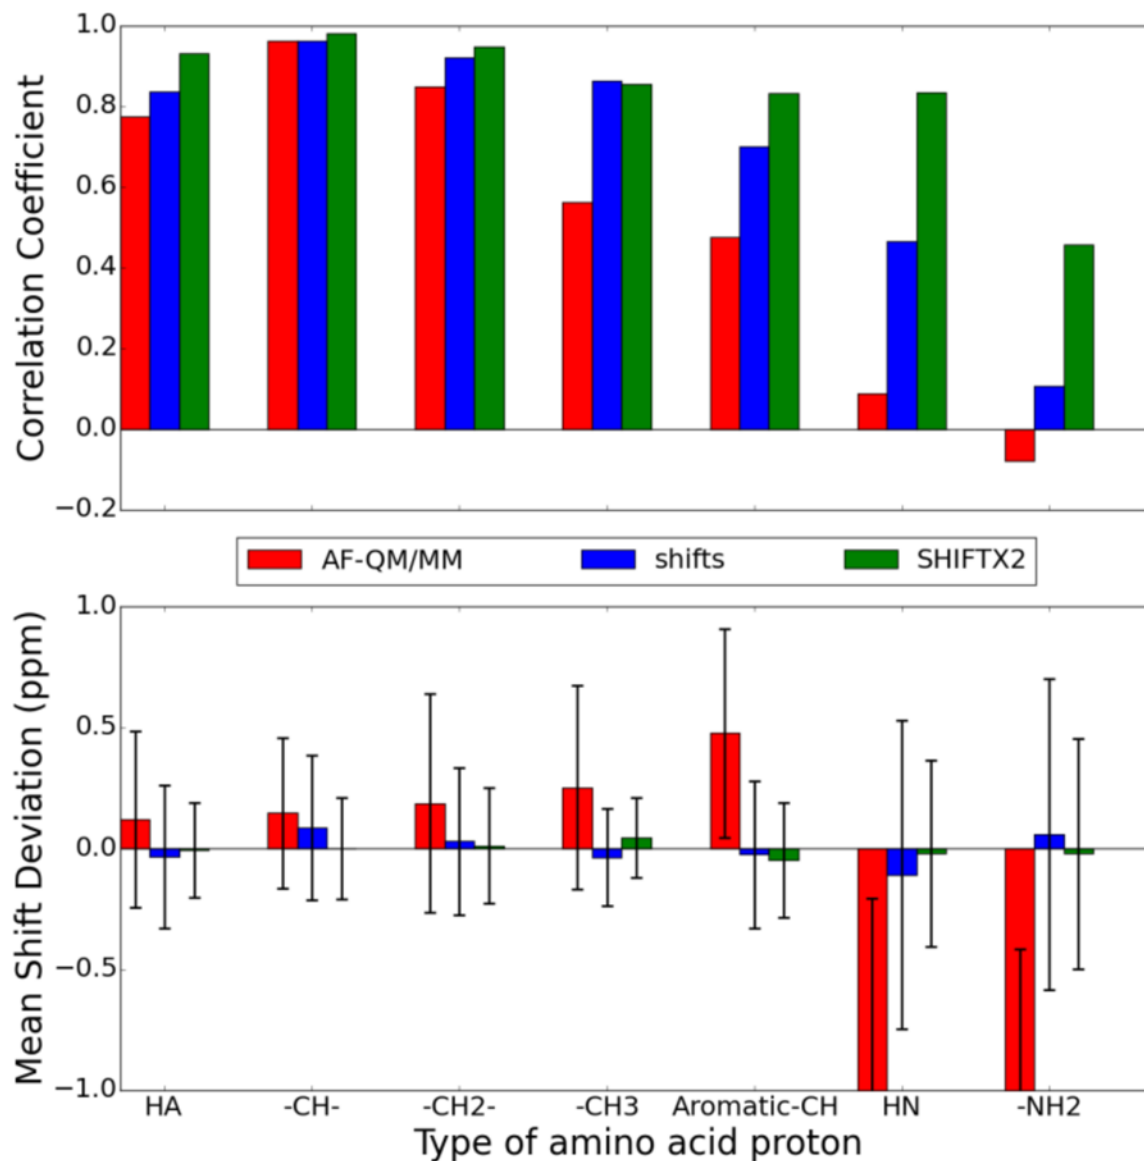 Correlation Coefficient
1.0
0.8
0.6
0.4
0.2
0.0
−0.2
AF-QM/MM shifts SHIFTX2
Mean Shift Deviation (ppm)
1.0
0.5
0.0
−0.5
−1.0
HA -CH- -CH2- -CH3 Aromatic-CH HN -NH2
Type of amino acid proton